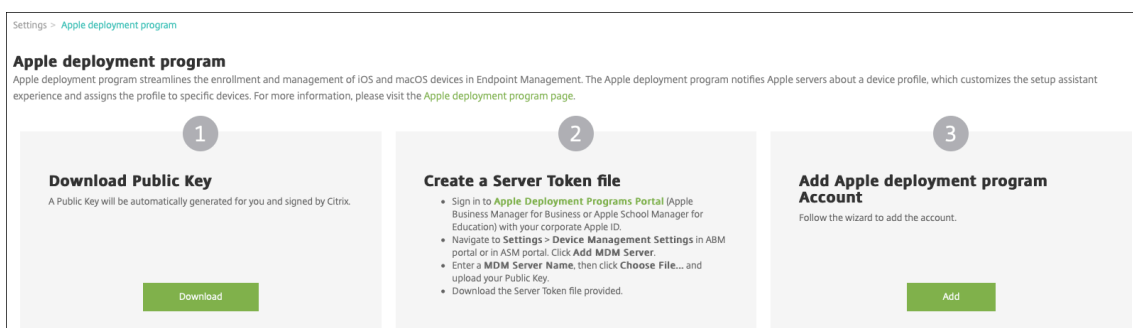 Settings > Apple deployment program
Apple deployment program
Apple deployment program streamlines the enrollment and management of iOS and macOS devices in Endpoint Management. The Apple deployment program notifies Apple servers about a device profile, which customizes the setup assistant
experience and assigns the profile to specific devices. For more information, please visit the Apple deployment program page.
1
Download Public Key
A Public Key will be automatically generated for you and signed by Citrix.
Download
2
Create a Server Token file
• Sign in to Apple Deployment Programs Portal (Apple
Business Manager for Business or Apple School Manager for
Education) with your corporate Apple ID.
• Navigate to Settings > Device Management Settings in ABM
portal or in ASM portal. Click Add MDM Server.
• Enter a MDM Server Name, then click Choose File... and
upload your Public Key.
• Download the Server Token file provided.
3
Add Apple deployment program
Account
Follow the wizard to add the account.
Add